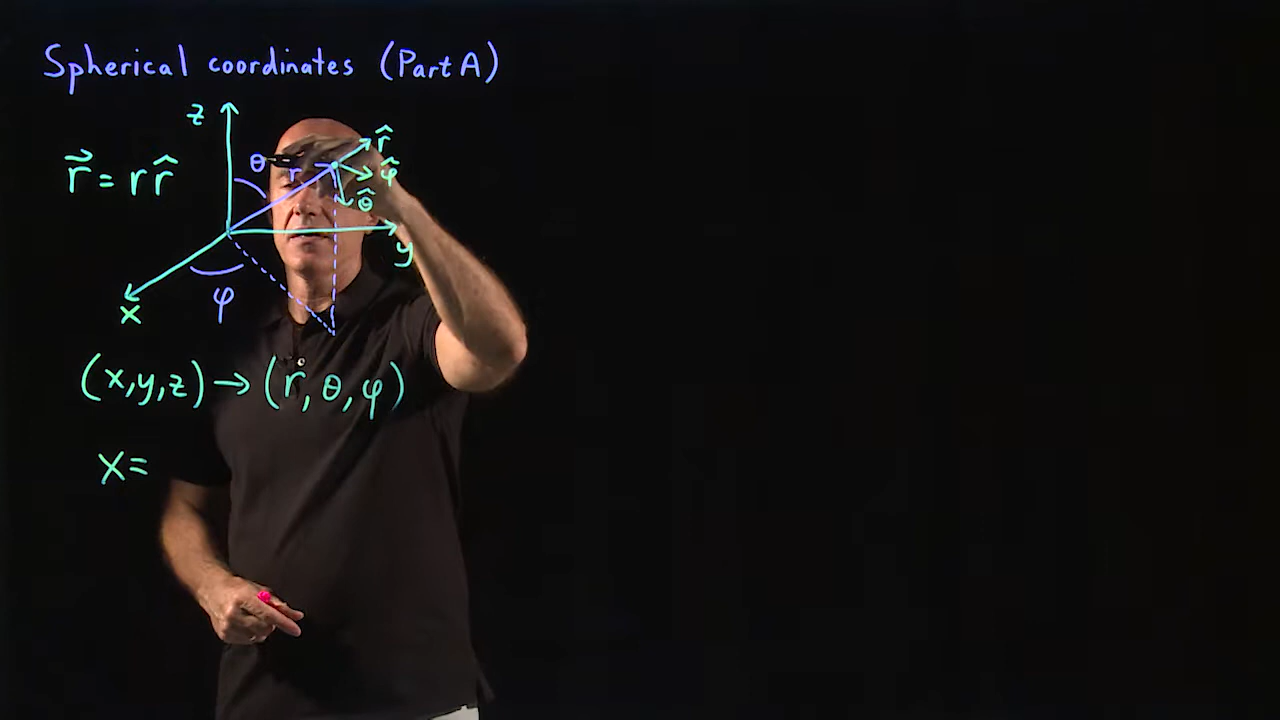 Spherical coordinates (Part A)
z
r̂
θ
r
φ̂
r⃗ = r r̂
θ̂
y
φ
x
(x,y,z) → (r, θ, φ)
x=